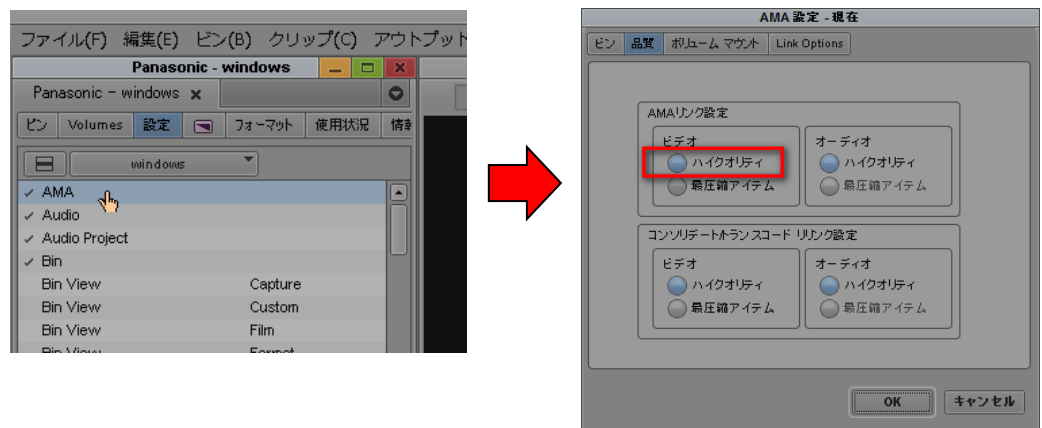 ファイル(F) 編集(E) ビン(B) クリップ(C) アウトプット
Panasonic - windows
Panasonic - windows
ビン Volumes 設定 フォーマット 使用状況 情報
windows
AMA
Audio
Audio Project
Bin
Bin View Capture
Bin View Custom
Bin View Film
Bin View Format
AMA 設定 - 現在
ビン 品質 ボリューム マウント Link Options
AMAリンク設定
ビデオ オーディオ
ハイクオリティ ハイクオリティ
最圧縮アイテム 最圧縮アイテム
コンソリデート/トランスコード リリンク設定
ビデオ オーディオ
ハイクオリティ ハイクオリティ
最圧縮アイテム 最圧縮アイテム
OK キャンセル